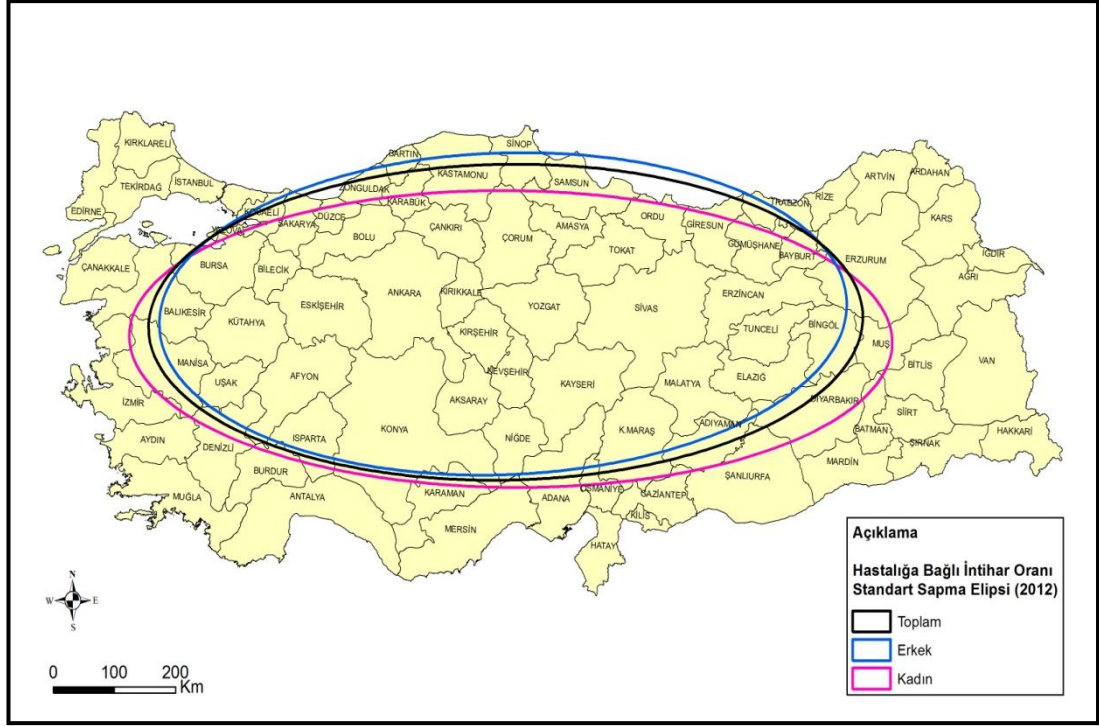 SİNOP
KIRKLARELİ
BARTIN
ARTVİN
ARDAHAN
KASTAMONU
TEKİRDAĞ
İSTANBUL
ZONGULDAK
SAMSUN
RİZE
TRABZON
EDİRNE
KOCAELİ
KARABÜK
DÜZCE
ORDU
KARS
SAKARYA
YALOVA
GİRESUN
ÇANKIRI
AMASYA
BOLU
ÇORUM
GÜMÜŞHANE
TOKAT
BAYBURT
IĞDIR
ERZURUM
ÇANAKKALE
BURSA
BİLECİK
AĞRI
ANKARA
KIRIKKALE
ERZİNCAN
ESKİŞEHİR
YOZGAT
SİVAS
BALIKESİR
KÜTAHYA
BİNGÖL
TUNCELİ
KIRŞEHİR
MUŞ
VAN
MANİSA
BİTLİS
NEVŞEHİR
AFYON
UŞAK
KAYSERİ
MALATYA
ELAZIĞ
AKSARAY
DİYARBAKIR
İZMİR
SİİRT
ADIYAMAN
KONYA
K.MARAŞ
BATMAN
HAKKARİ
AYDIN
ISPARTA
NİĞDE
ŞIRNAK
DENİZLİ
MARDİN
BURDUR
ŞANLIURFA
OSMANİYE
GAZİANTEP
KARAMAN
ADANA
MUĞLA
ANTALYA
KİLİS
MERSİN
HATAY
Açıklama
Hastalığa Bağlı İntihar Oranı
Standart Sapma Elipsi (2012)
Toplam
Erkek
Kadın
N
W E
S
0 100 200
Km